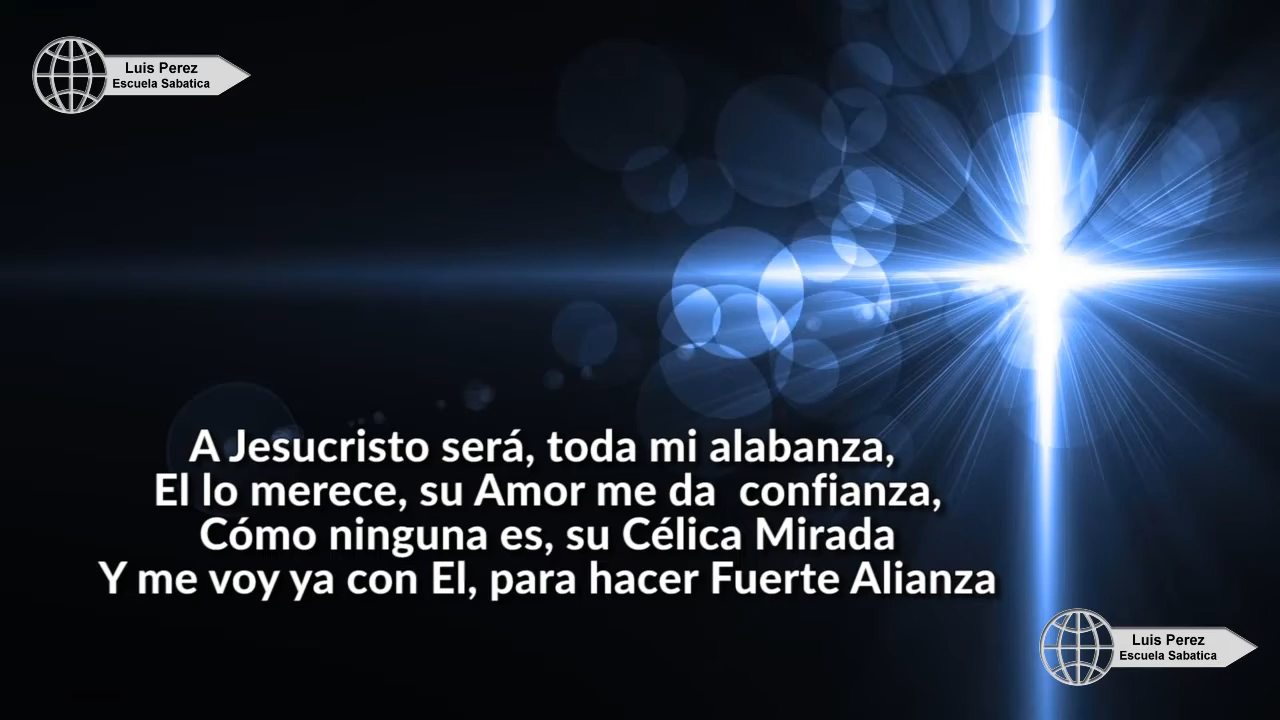 Luis Perez
Escuela Sabatica
A Jesucristo será, toda mi alabanza,
El lo merece, su Amor me da  confianza,
Cómo ninguna es, su Célica Mirada
Y me voy ya con El, para hacer Fuerte Alianza
Luis Perez
Escuela Sabatica